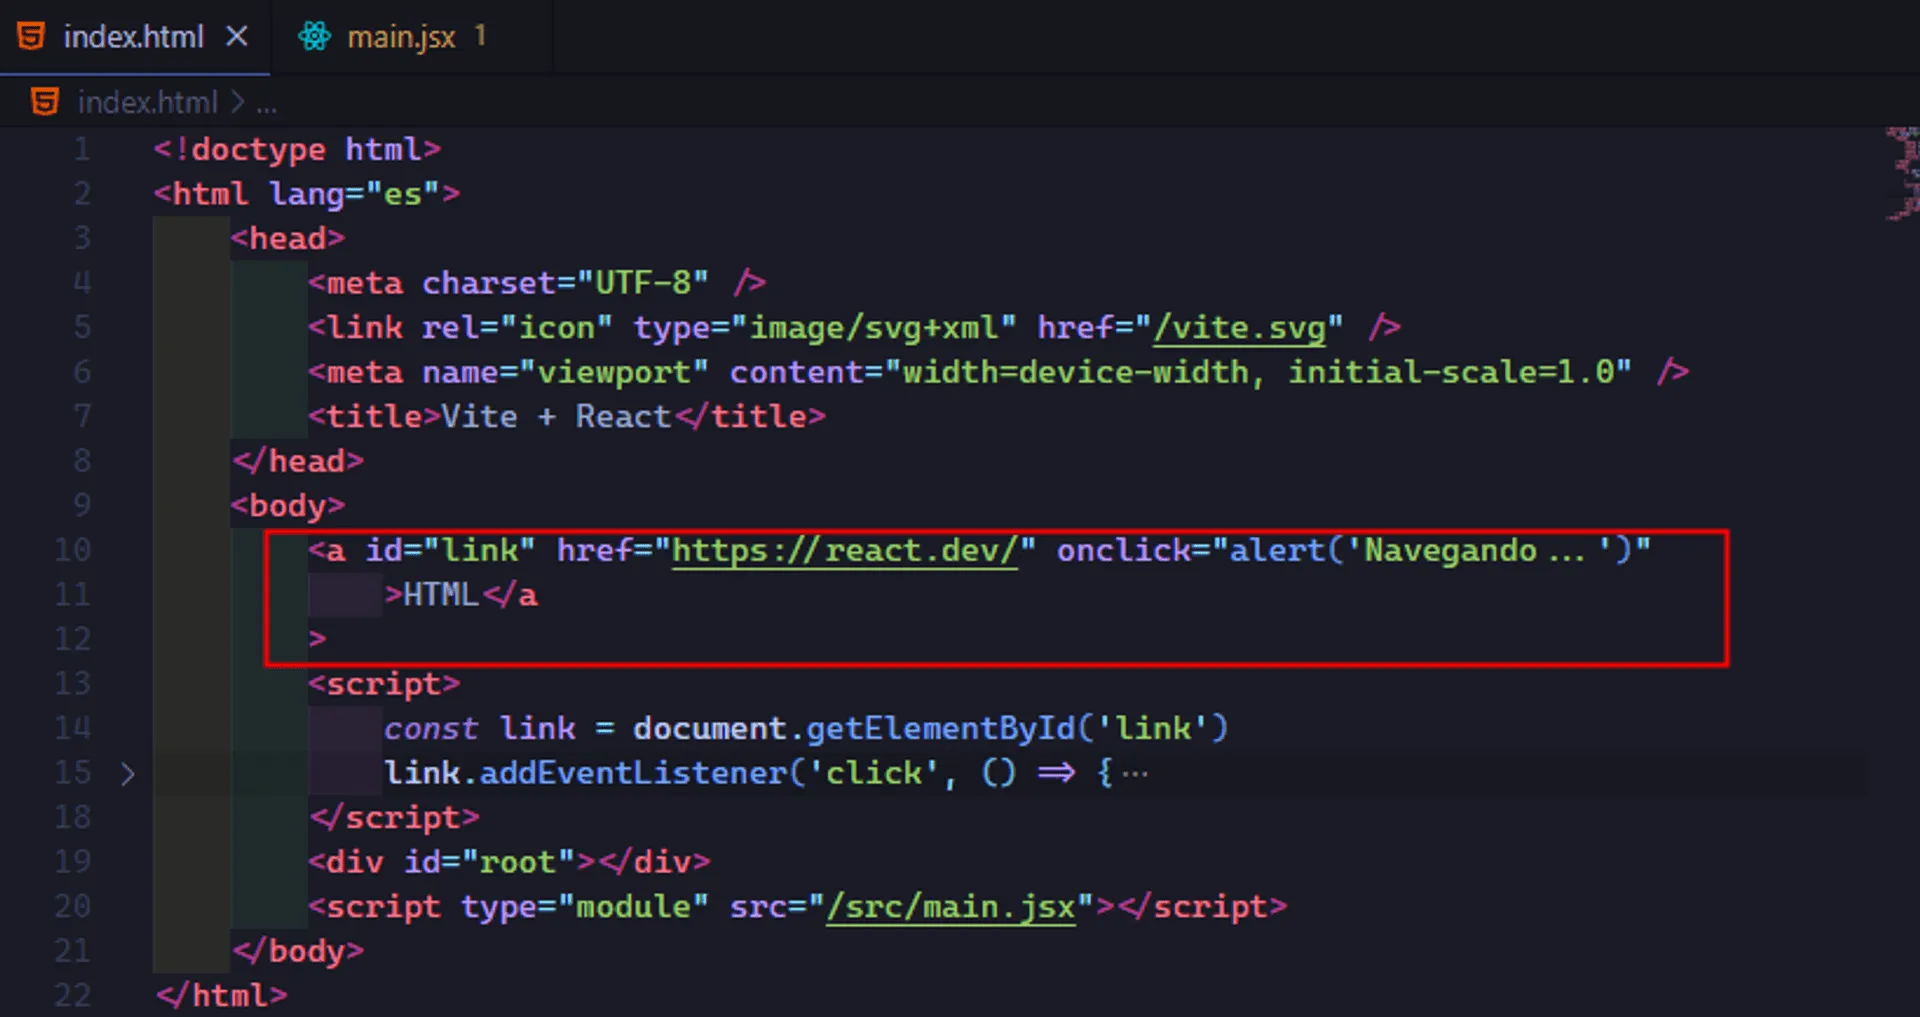 index.html × main.jsx 1
index.html > ...
1 <!doctype html>
2 <html lang="es">
3 <head>
4 <meta charset="UTF-8" />
5 <link rel="icon" type="image/svg+xml" href="/vite.svg" />
6 <meta name="viewport" content="width=device-width, initial-scale=1.0" />
7 <title>Vite + React</title>
8 </head>
9 <body>
10 <a id="link" href="https://react.dev/" onclick="alert('Navegando...')"
11 >HTML</a
12 >
13 <script>
14 const link = document.getElementById('link')
15 link.addEventListener('click', () => {···
18 </script>
19 <div id="root"></div>
20 <script type="module" src="/src/main.jsx"></script>
21 </body>
22 </html>